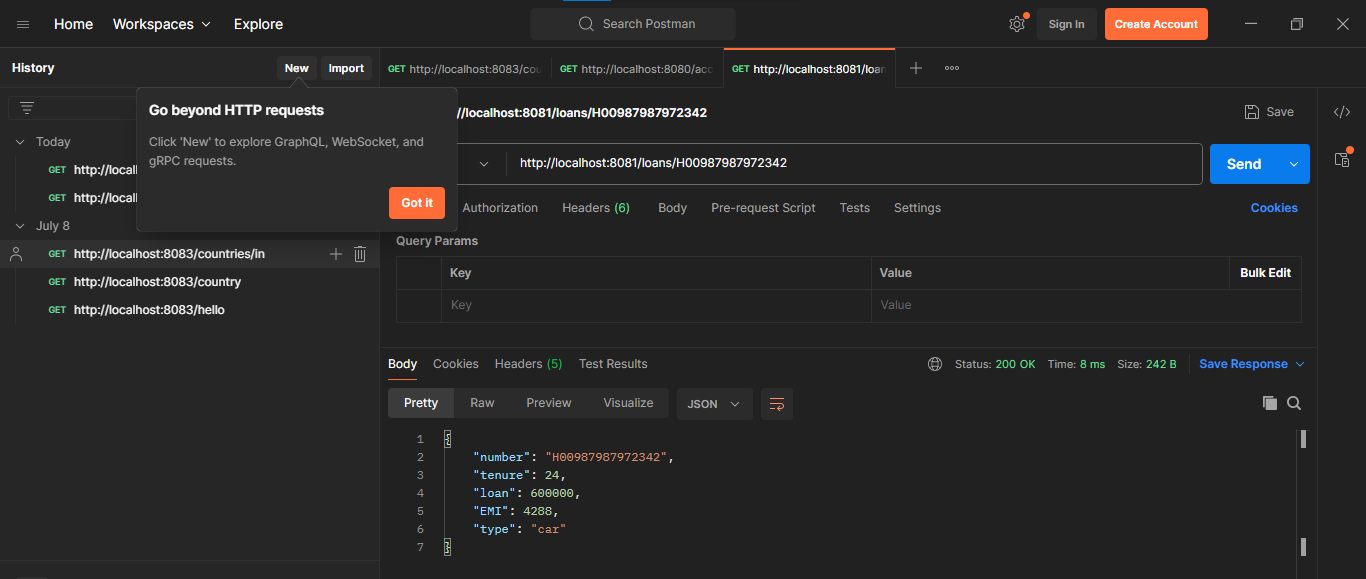 Home Workspaces Explore Search Postman Sign In Create Account
History New Import GET http://localhost:8083/cou GET http://localhost:8080/acc GET http://localhost:8081/loan
Go beyond HTTP requests
Click 'New' to explore GraphQL, WebSocket, and
gRPC requests.
Got it
//localhost:8081/loans/H00987987972342 Save
Today
GET http://local
GET http://local
July 8
GET http://localhost:8083/countries/in
GET http://localhost:8083/country
GET http://localhost:8083/hello
http://localhost:8081/loans/H00987987972342 Send
Authorization Headers (6) Body Pre-request Script Tests Settings Cookies
Query Params
Key Value Bulk Edit
Key Value
Body Cookies Headers (5) Test Results Status: 200 OK Time: 8 ms Size: 242 B Save Response
Pretty Raw Preview Visualize JSON
1 {
2 "number": "H00987987972342",
3 "tenure": 24,
4 "loan": 600000,
5 "EMI": 4288,
6 "type": "car"
7 }